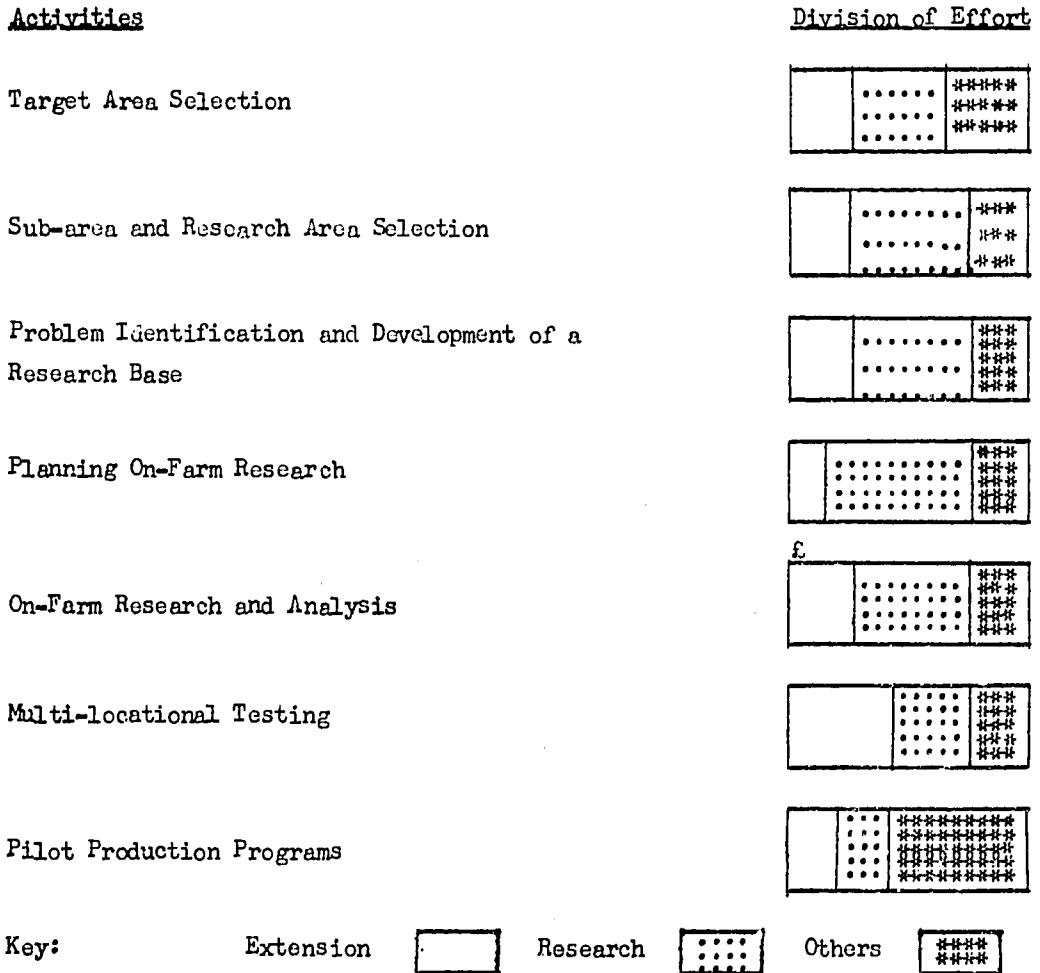 Activities Division of Effort
Target Area Selection
Sub-area and Research Area Selection
Problem Identification and Development of a
Research Base
Planning On-Farm Research
£
On-Farm Research and Analysis
Multi-locational Testing
Pilot Production Programs
Key: Extension Research Others